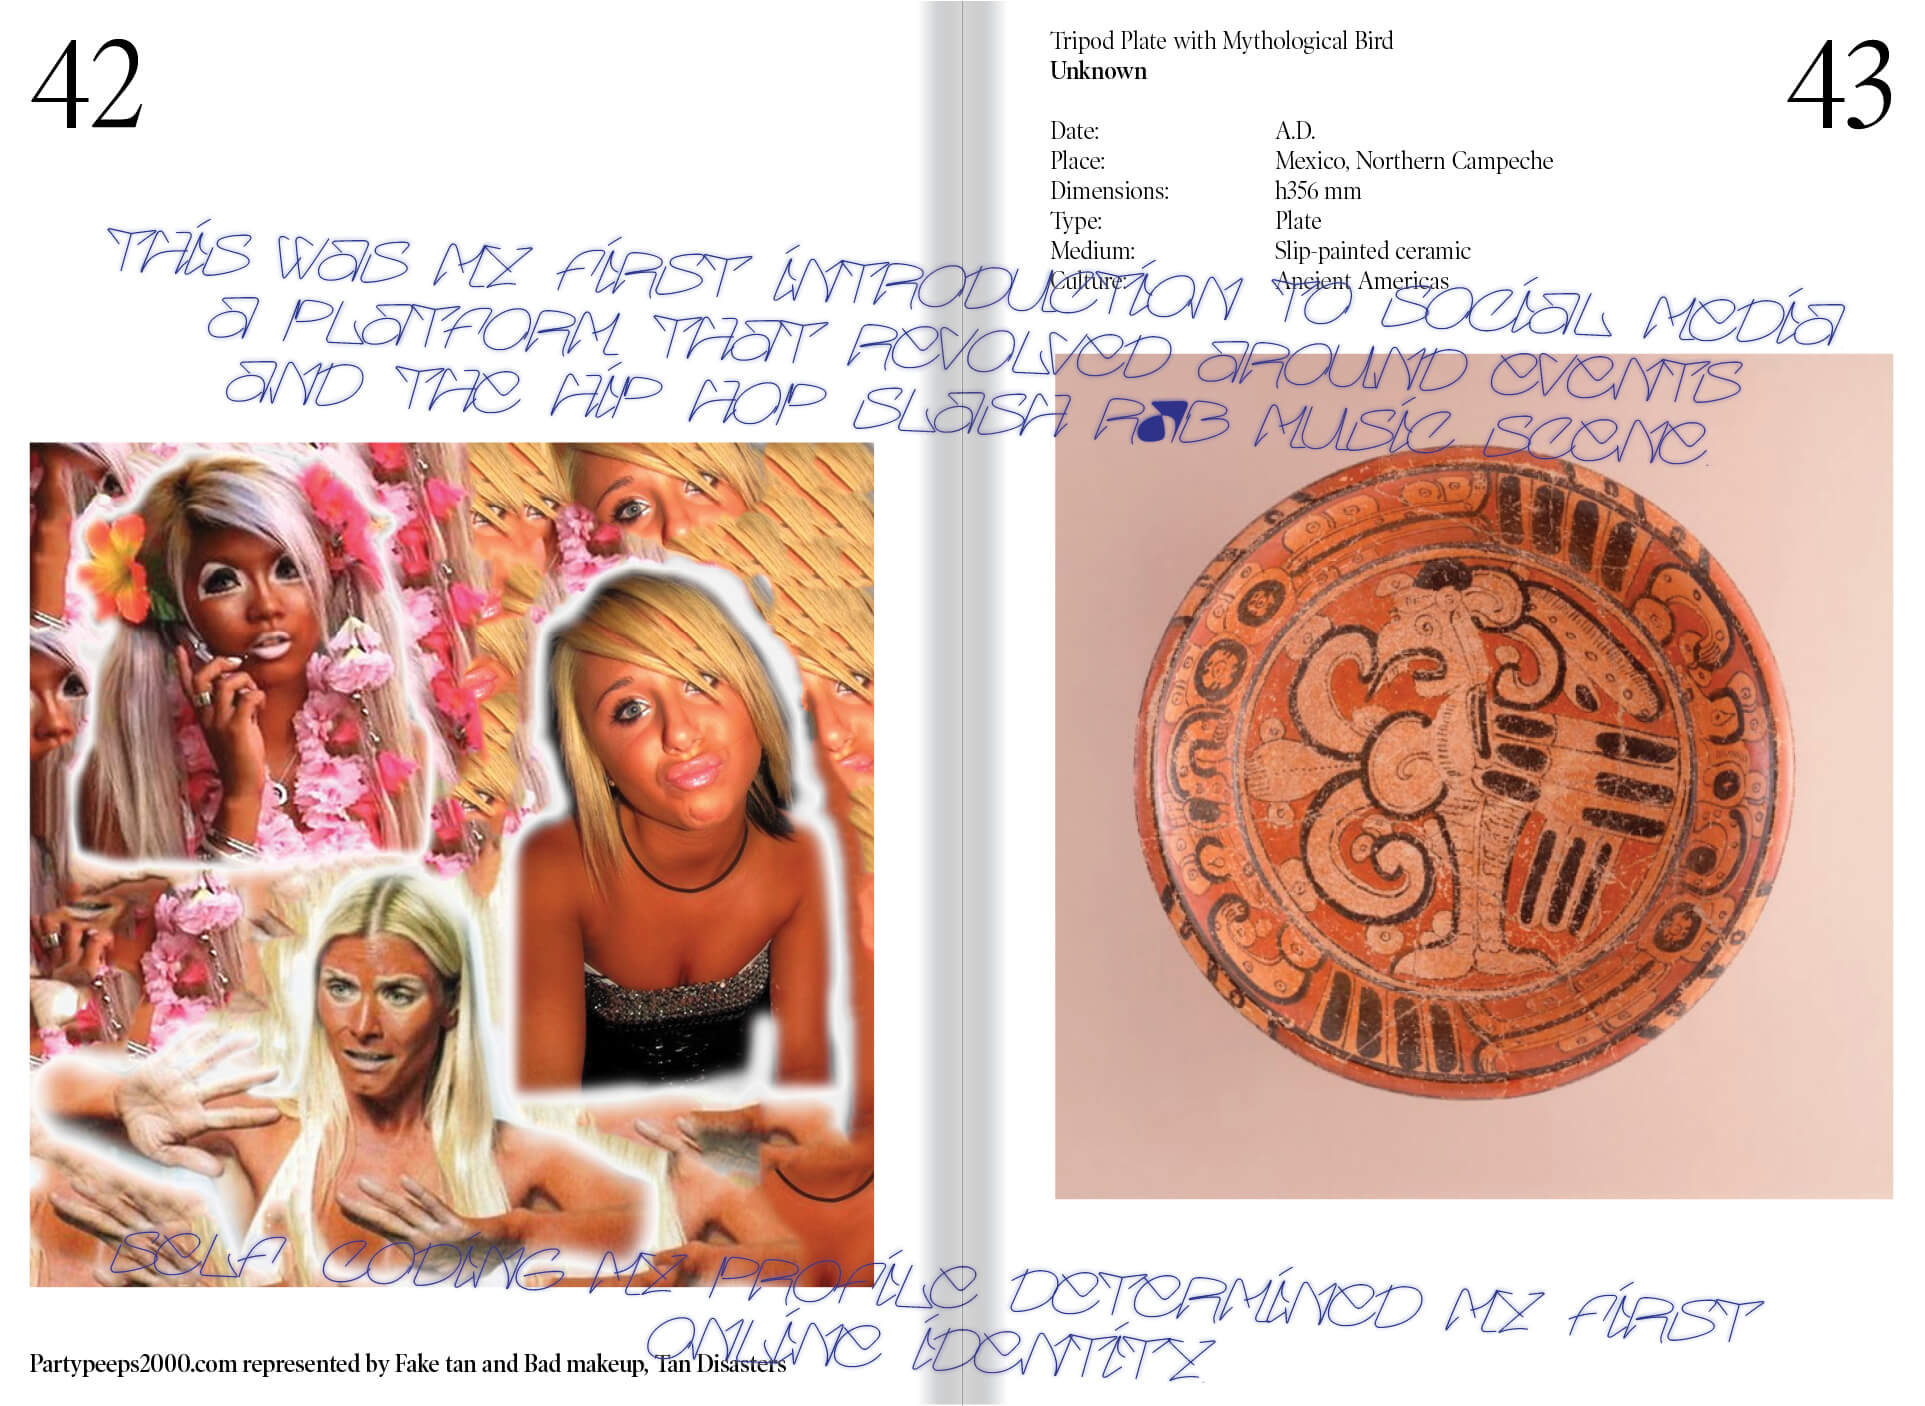 42
43
Tripod Plate with Mythological Bird
Unknown
Date: A.D.
Place: Mexico, Northern Campeche
Dimensions: h356 mm
Type: Plate
Medium: Slip-painted ceramic
Culture: Ancient Americas
THIS WAS MY FIRST INTRODUCTION TO SOCIAL MEDIA
A PLATFORM THAT REVOLVED AROUND EVENTS
AND THE HIP HOP SLASH RNB MUSIC SCENE.
SELF CODING MY PROFILE DETERMINED MY FIRST
ONLINE IDENTITY.
Partypeeps2000.com represented by Fake tan and Bad makeup, Tan Disasters